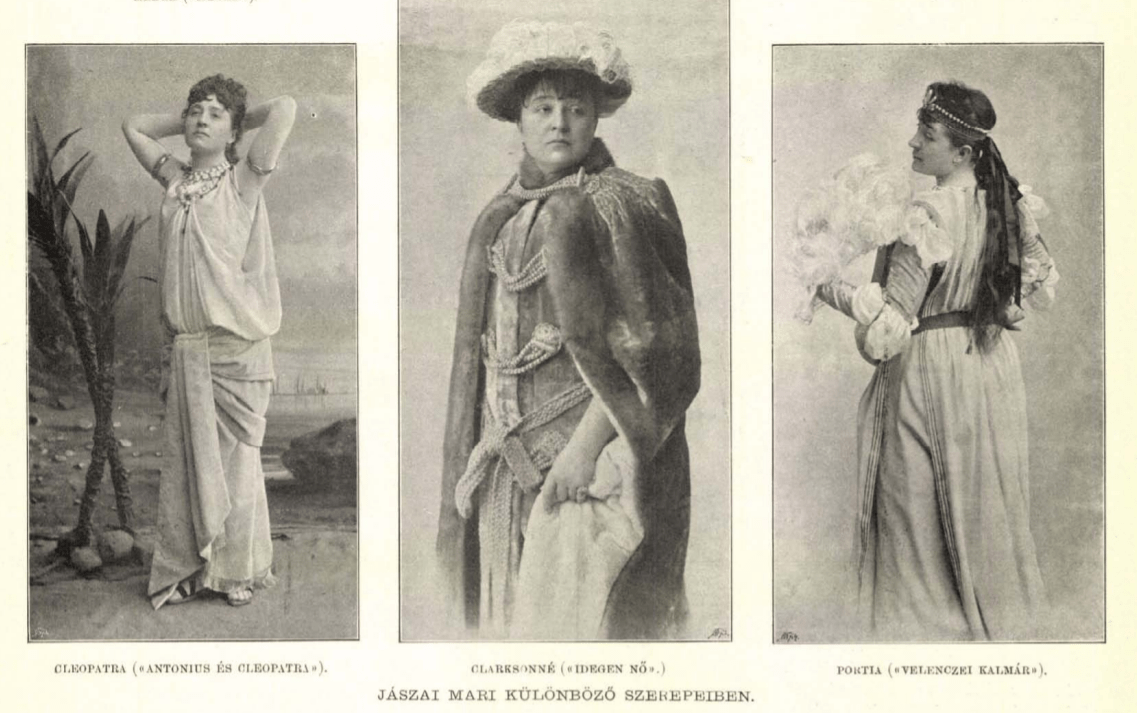 CLEOPATRA («ANTONIUS ÉS CLEOPATRA»).
CLARKSONNÉ («IDEGEN NŐ».)
PORTIA («VELENCZEI KALMÁR»).
JÁSZAI MARI KÜLÖNBÖZŐ SZEREPEIBEN.